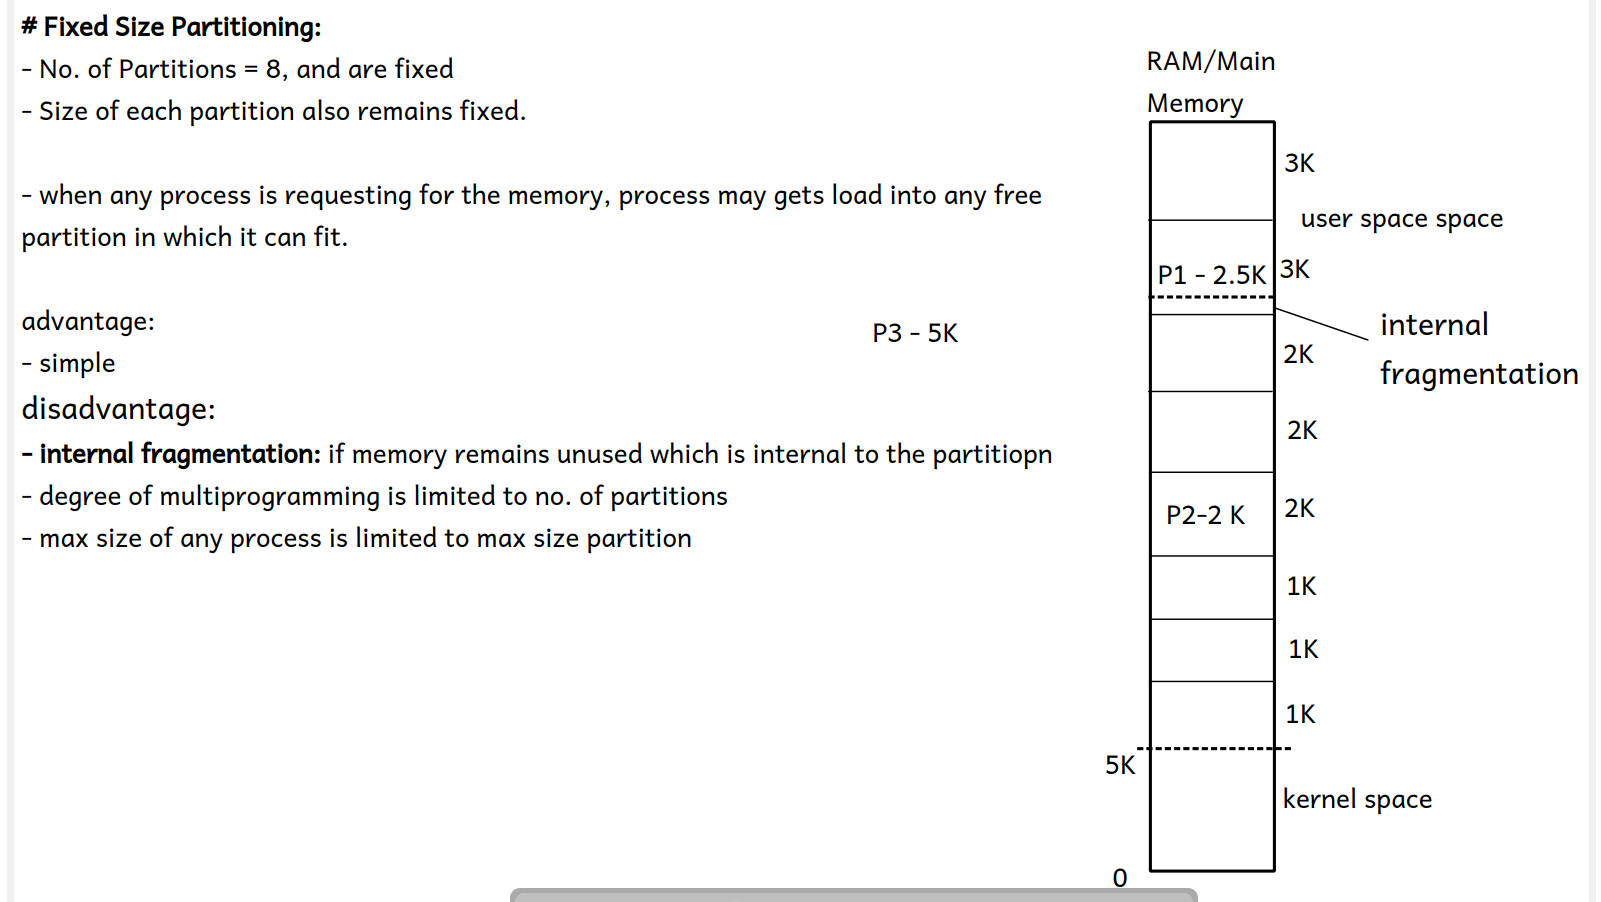 # Fixed Size Partitioning:
- No. of Partitions = 8, and are fixed
- Size of each partition also remains fixed.
- when any process is requesting for the memory, process may gets load into any free
partition in which it can fit.
advantage:
- simple
disadvantage:
- internal fragmentation: if memory remains unused which is internal to the partitiopn
- degree of multiprogramming is limited to no. of partitions
- max size of any process is limited to max size partition
P3 - 5K
RAM/Main
Memory
3K
user space space
P1 - 2.5K
3K
internal
fragmentation
2K
2K
P2-2 K
2K
1K
1K
1K
5K
kernel space
0